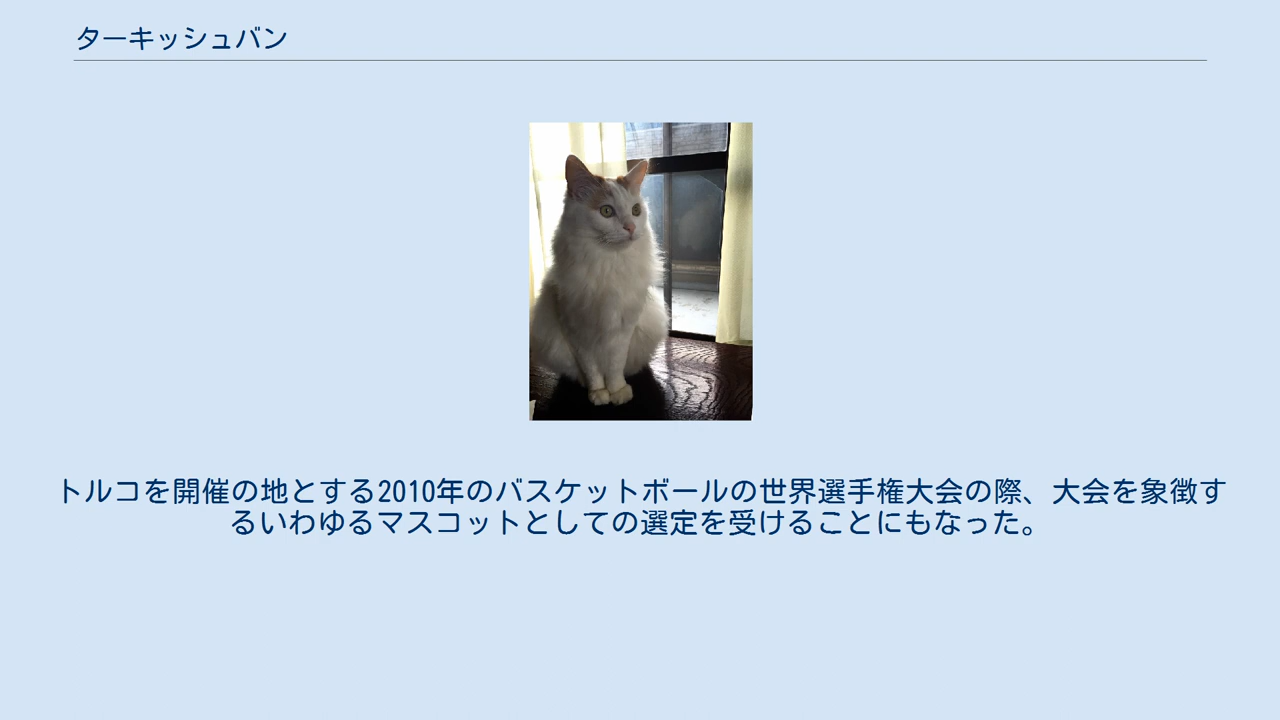 ターキッシュバン
トルコを開催の地とする2010年のバスケットボールの世界選手権大会の際、大会を象徴す
るいわゆるマスコットとしての選定を受けることにもなった。